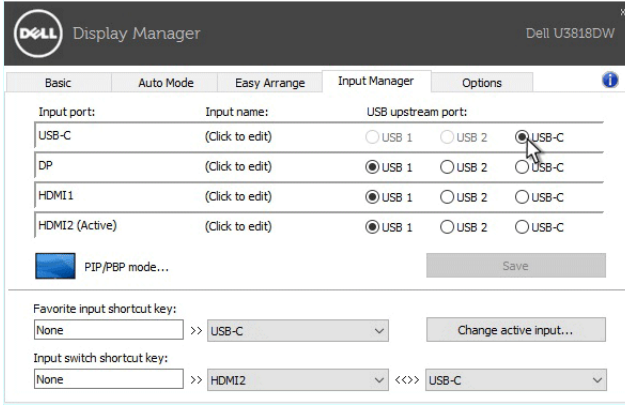 DELL Display Manager Dell U3818DW
Basic Auto Mode Easy Arrange Input Manager Options
Input port: Input name: USB upstream port:
USB-C (Click to edit) USB 1 USB 2 USB-C
DP (Click to edit) USB 1 USB 2 USB-C
HDMI1 (Click to edit) USB 1 USB 2 USB-C
HDMI2 (Active) (Click to edit) USB 1 USB 2 USB-C
PIP/PBP mode... Save
Favorite input shortcut key:
None >> USB-C Change active input...
Input switch shortcut key:
None >> HDMI2 <<>> USB-C